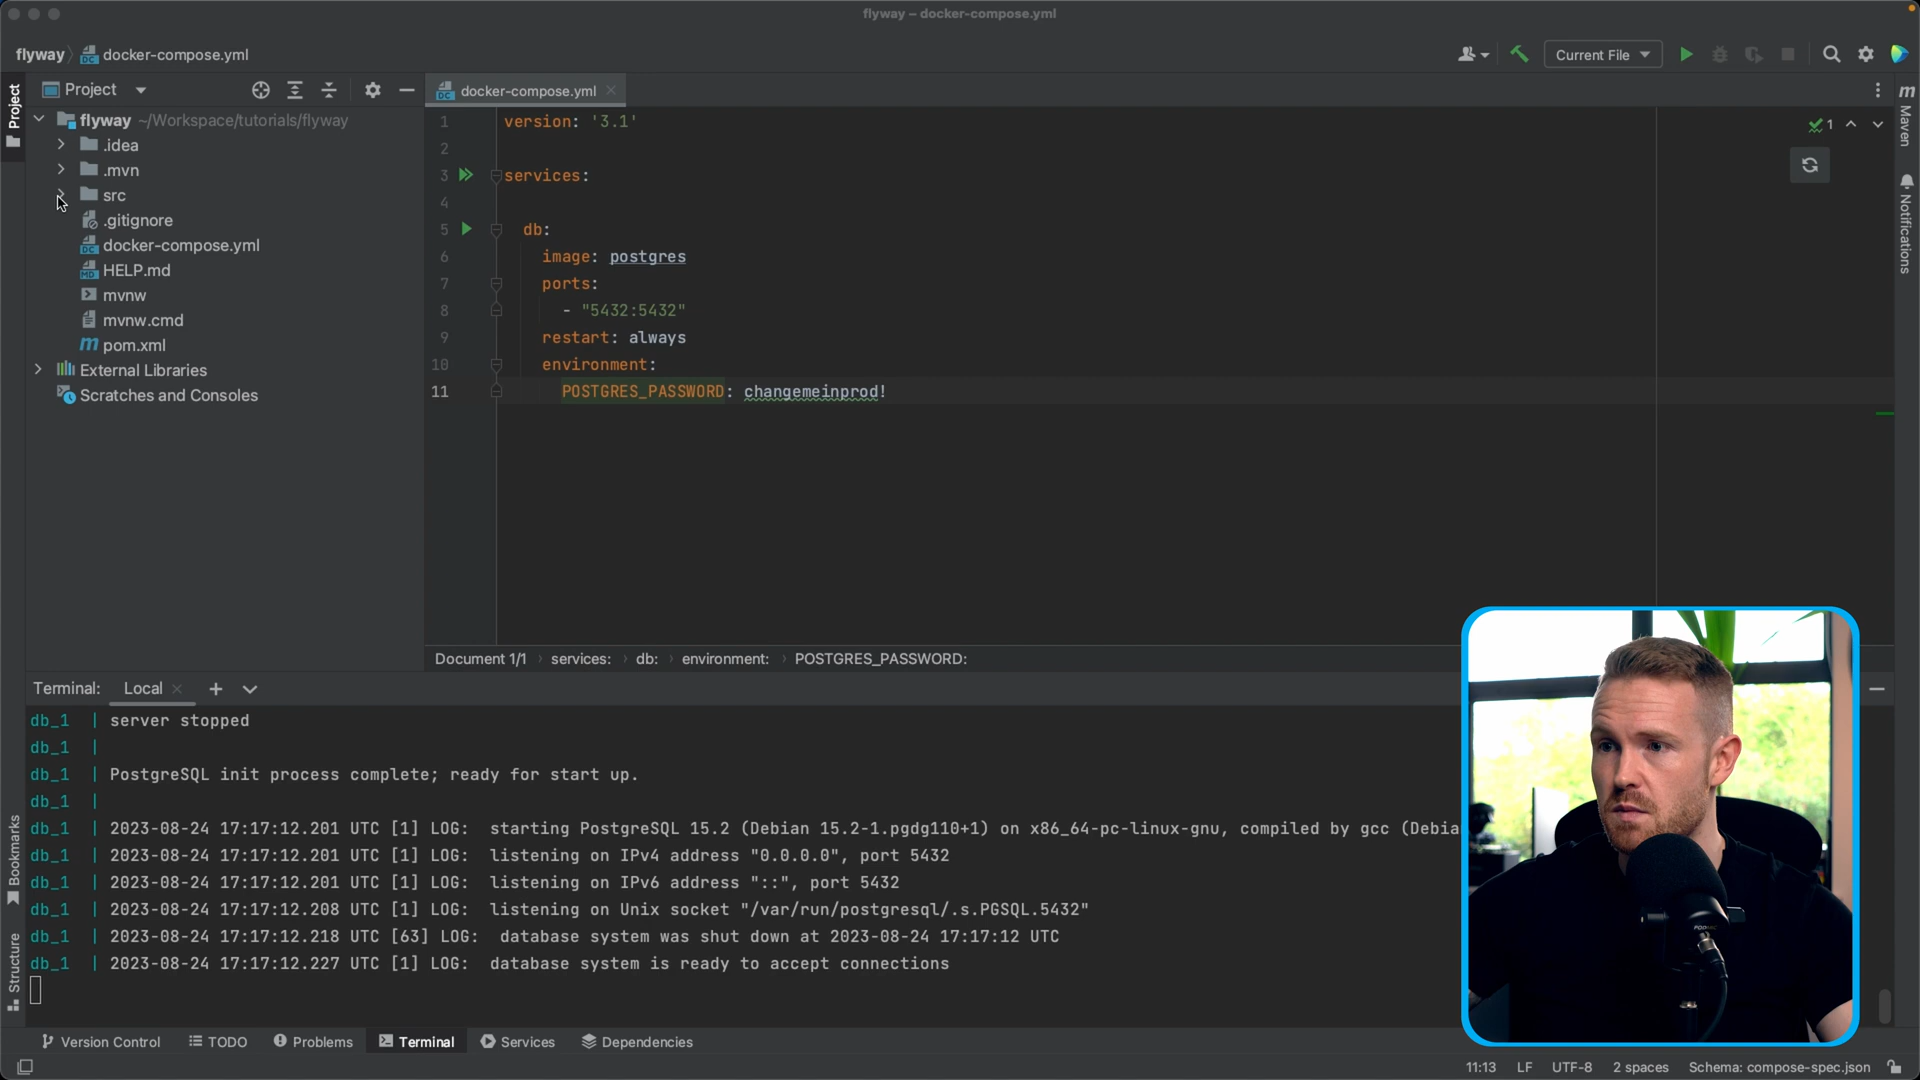 flyway – docker-compose.yml
flyway docker-compose.yml
Current File
Project
docker-compose.yml
Project
Maven
Notifications
flyway ~/Workspace/tutorials/flyway
.idea
.mvn
src
.gitignore
docker-compose.yml
HELP.md
mvnw
mvnw.cmd
pom.xml
External Libraries
Scratches and Consoles
1 version: '3.1'
2
3 services:
4
5 db:
6 image: postgres
7 ports:
8 - "5432:5432"
9 restart: always
10 environment:
11 POSTGRES_PASSWORD: changemeinprod!
1
Document 1/1 › services: › db: › environment: › POSTGRES_PASSWORD:
Terminal: Local
db_1 | server stopped
db_1 |
db_1 | PostgreSQL init process complete; ready for start up.
db_1 |
db_1 | 2023-08-24 17:17:12.201 UTC [1] LOG: starting PostgreSQL 15.2 (Debian 15.2-1.pgdg110+1) on x86_64-pc-linux-gnu, compiled by gcc (Debia
db_1 | 2023-08-24 17:17:12.201 UTC [1] LOG: listening on IPv4 address "0.0.0.0", port 5432
db_1 | 2023-08-24 17:17:12.201 UTC [1] LOG: listening on IPv6 address "::", port 5432
db_1 | 2023-08-24 17:17:12.208 UTC [1] LOG: listening on Unix socket "/var/run/postgresql/.s.PGSQL.5432"
db_1 | 2023-08-24 17:17:12.218 UTC [63] LOG: database system was shut down at 2023-08-24 17:17:12 UTC
db_1 | 2023-08-24 17:17:12.227 UTC [1] LOG: database system is ready to accept connections
Bookmarks
Structure
Version Control TODO Problems Terminal Services Dependencies
11:13 LF UTF-8 2 spaces Schema: compose-spec.json